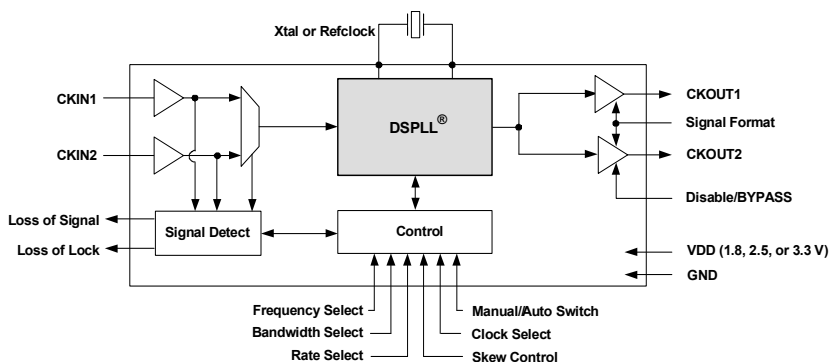 Xtal or Refclock
CKIN1
CKIN2
DSPLL®
CKOUT1
Signal Format
CKOUT2
Disable/BYPASS
Loss of Signal
Loss of Lock
Signal Detect
Control
VDD (1.8, 2.5, or 3.3 V)
GND
Frequency Select
Bandwidth Select
Rate Select
Manual/Auto Switch
Clock Select
Skew Control